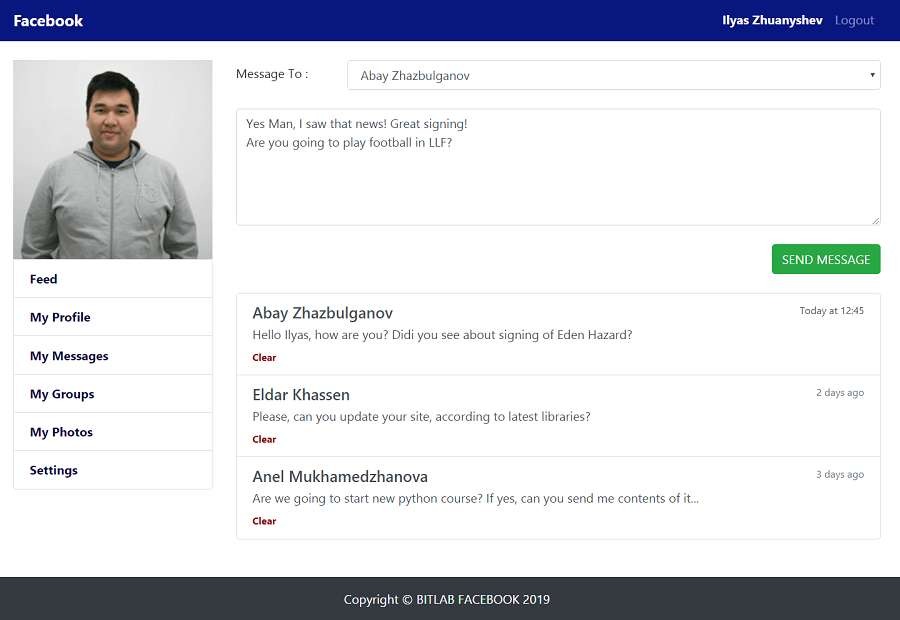 Facebook
Ilyas Zhuanyshev Logout
Message To : Abay Zhazbulganov
Yes Man, I saw that news! Great signing!
Are you going to play football in LLF?
SEND MESSAGE
Feed
My Profile
My Messages
My Groups
My Photos
Settings
Abay Zhazbulganov Today at 12:45
Hello Ilyas, how are you? Didi you see about signing of Eden Hazard?
Clear
Eldar Khassen 2 days ago
Please, can you update your site, according to latest libraries?
Clear
Anel Mukhamedzhanova 3 days ago
Are we going to start new python course? If yes, can you send me contents of it...
Clear
Copyright © BITLAB FACEBOOK 2019